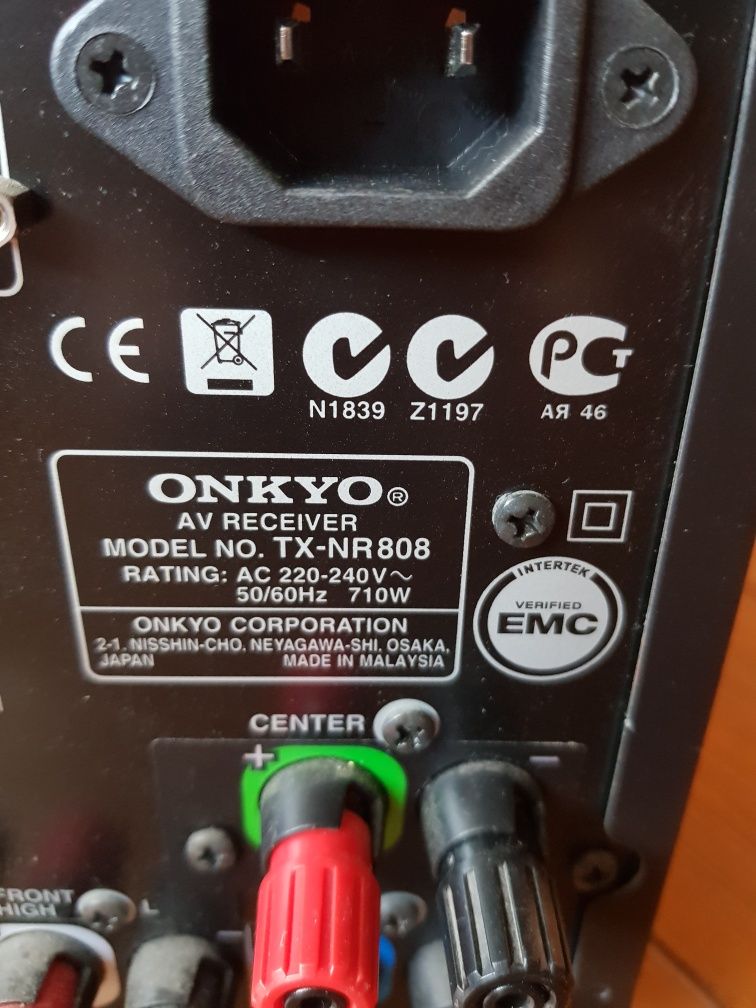 CE
N1839
Z1197
РСт
АЯ 46
ONKYO®
AV RECEIVER
MODEL NO. TX-NR808
RATING: AC 220-240V～
50/60Hz 710W
ONKYO CORPORATION
2-1, NISSHIN-CHO, NEYAGAWA-SHI, OSAKA,
JAPAN MADE IN MALAYSIA
INTERTEK
VERIFIED
EMC
CENTER
+ −
FRONT
HIGH
L